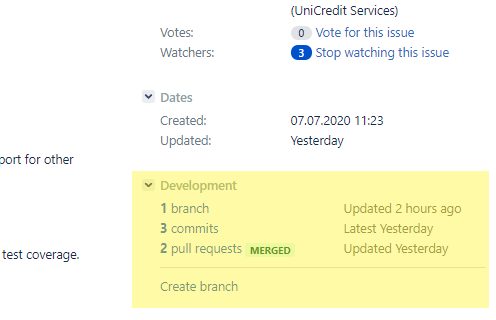 (UniCredit Services)
Votes: 0 Vote for this issue
Watchers: 3 Stop watching this issue
Dates
Created: 07.07.2020 11:23
Updated: Yesterday
port for other
Development
1 branch Updated 2 hours ago
3 commits Latest Yesterday
2 pull requests MERGED Updated Yesterday
test coverage.
Create branch